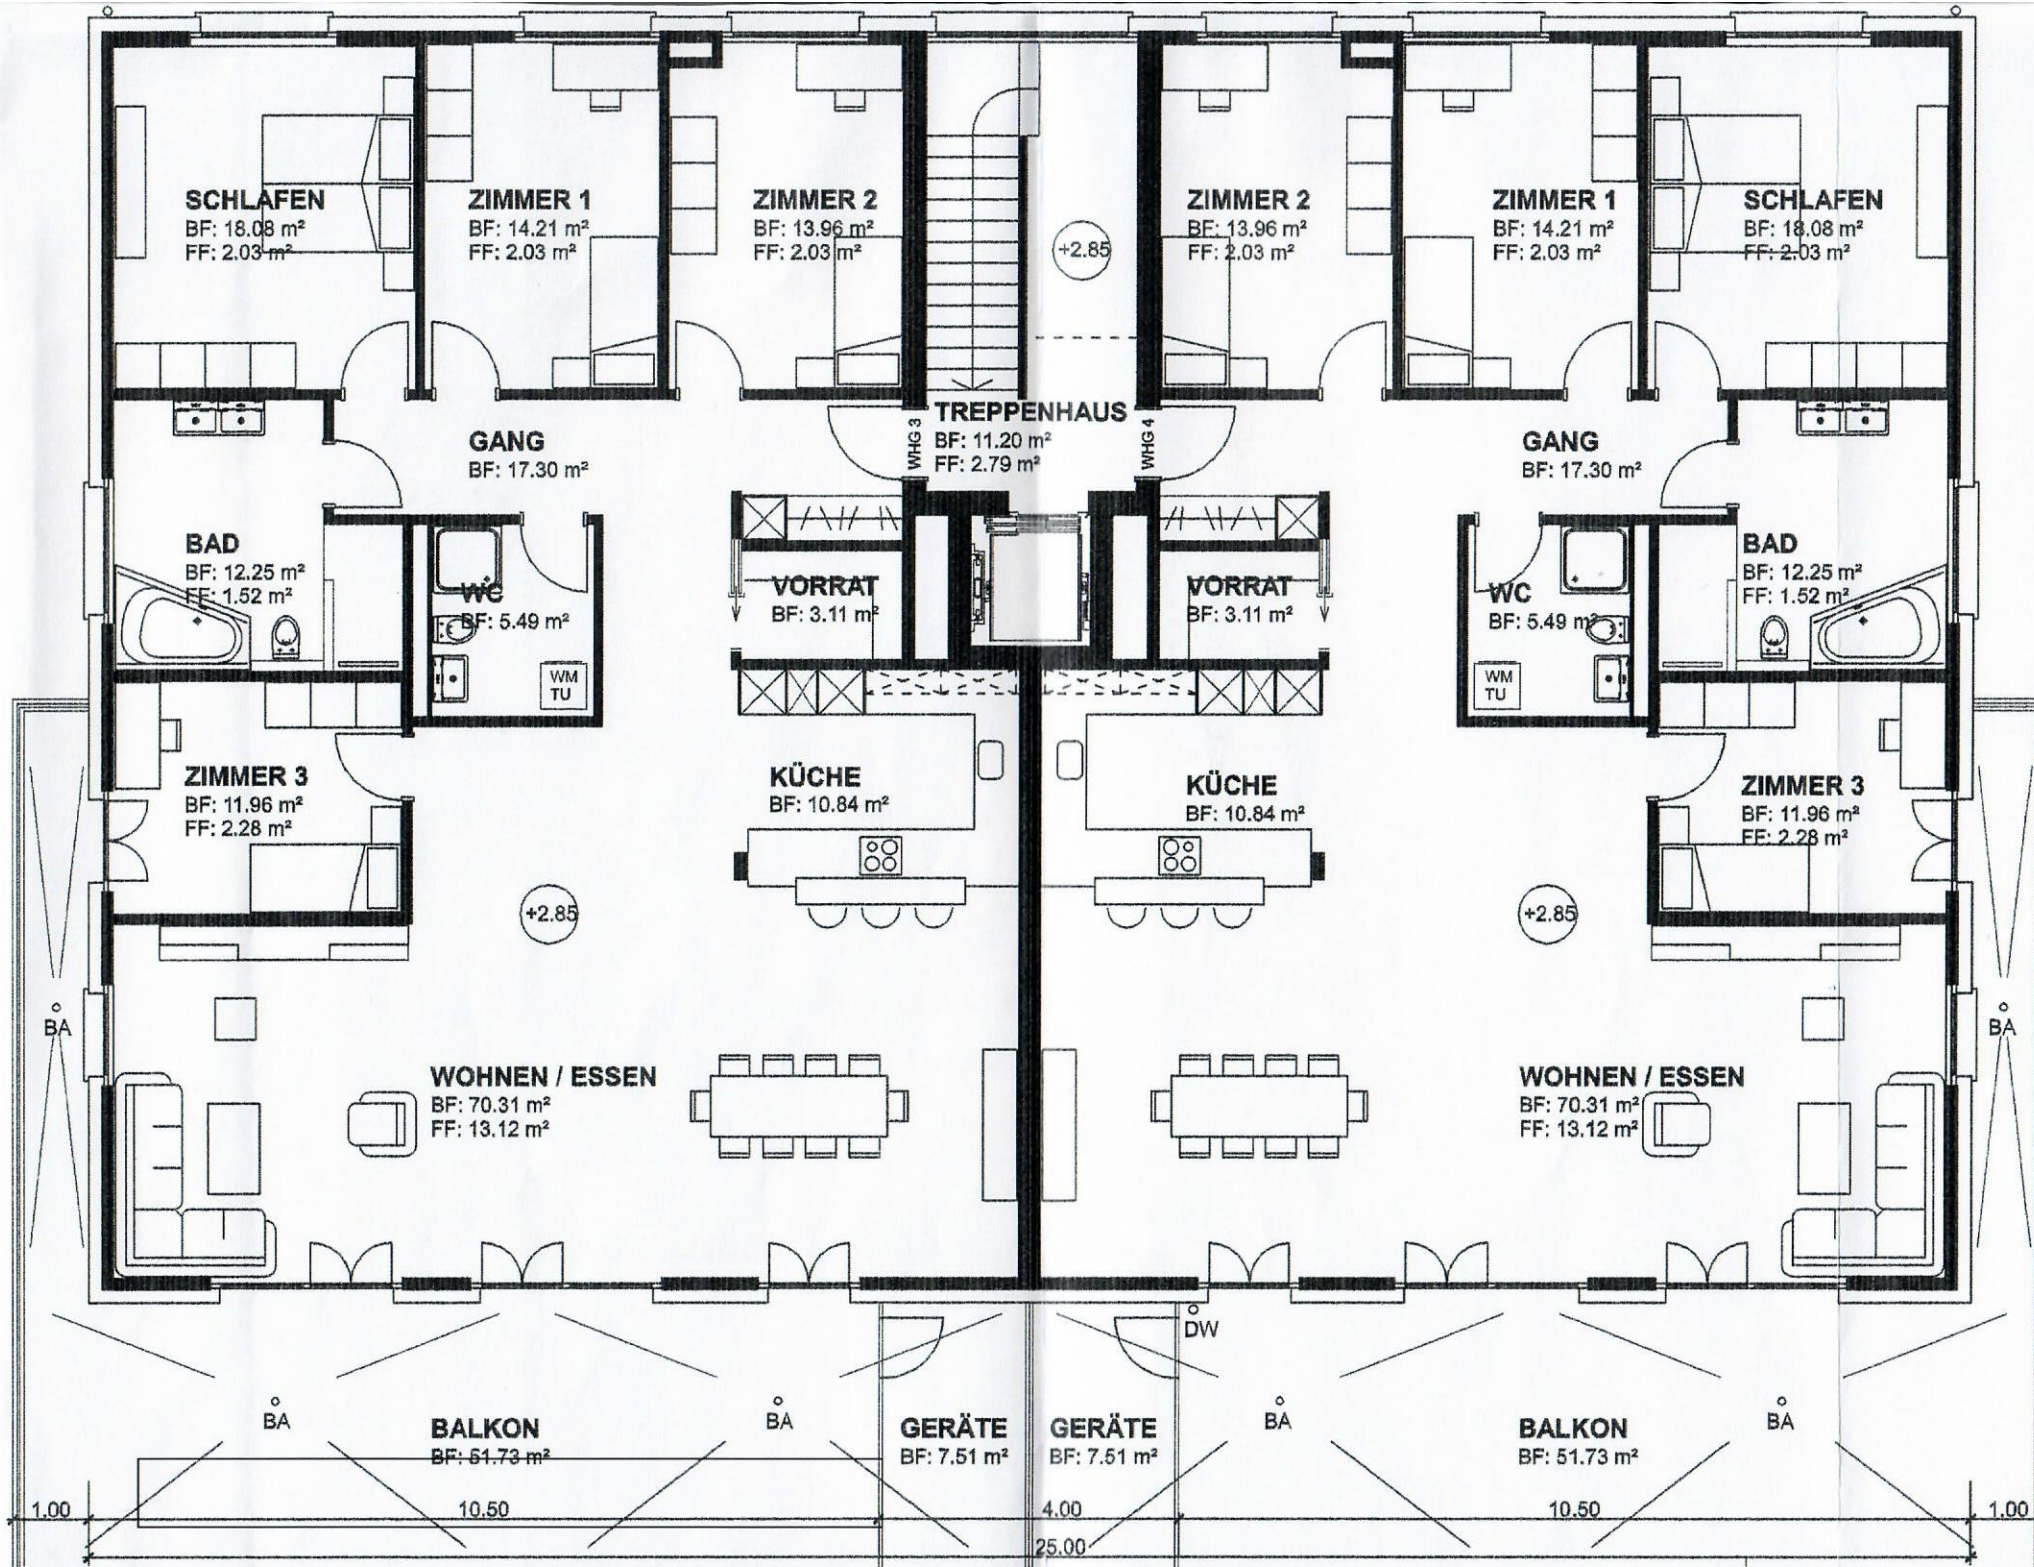 SCHLAFEN
BF: 18.08 m²
FF: 2.03 m²
ZIMMER 1
BF: 14.21 m²
FF: 2.03 m²
ZIMMER 2
BF: 13.96 m²
FF: 2.03 m²
+2.85
ZIMMER 2
BF: 13.96 m²
FF: 2.03 m²
ZIMMER 1
BF: 14.21 m²
FF: 2.03 m²
SCHLAFEN
BF: 18.08 m²
FF: 2.03 m²
GANG
BF: 17.30 m²
WHG 3
TREPPENHAUS
BF: 11.20 m²
FF: 2.79 m²
WHG 4
GANG
BF: 17.30 m²
BAD
BF: 12.25 m²
FF: 1.52 m²
WC
BF: 5.49 m²
WM
TU
VORRAT
BF: 3.11 m²
VORRAT
BF: 3.11 m²
WC
BF: 5.49 m²
WM
TU
BAD
BF: 12.25 m²
FF: 1.52 m²
ZIMMER 3
BF: 11.96 m²
FF: 2.28 m²
KÜCHE
BF: 10.84 m²
KÜCHE
BF: 10.84 m²
ZIMMER 3
BF: 11.96 m²
FF: 2.28 m²
+2.85
+2.85
BA
BA
WOHNEN / ESSEN
BF: 70.31 m²
FF: 13.12 m²
WOHNEN / ESSEN
BF: 70.31 m²
FF: 13.12 m²
DW
BA
BALKON
BF: 51.73 m²
BA
GERÄTE
BF: 7.51 m²
GERÄTE
BF: 7.51 m²
BA
BALKON
BF: 51.73 m²
BA
1.00
10.50
4.00
10.50
1.00
25.00